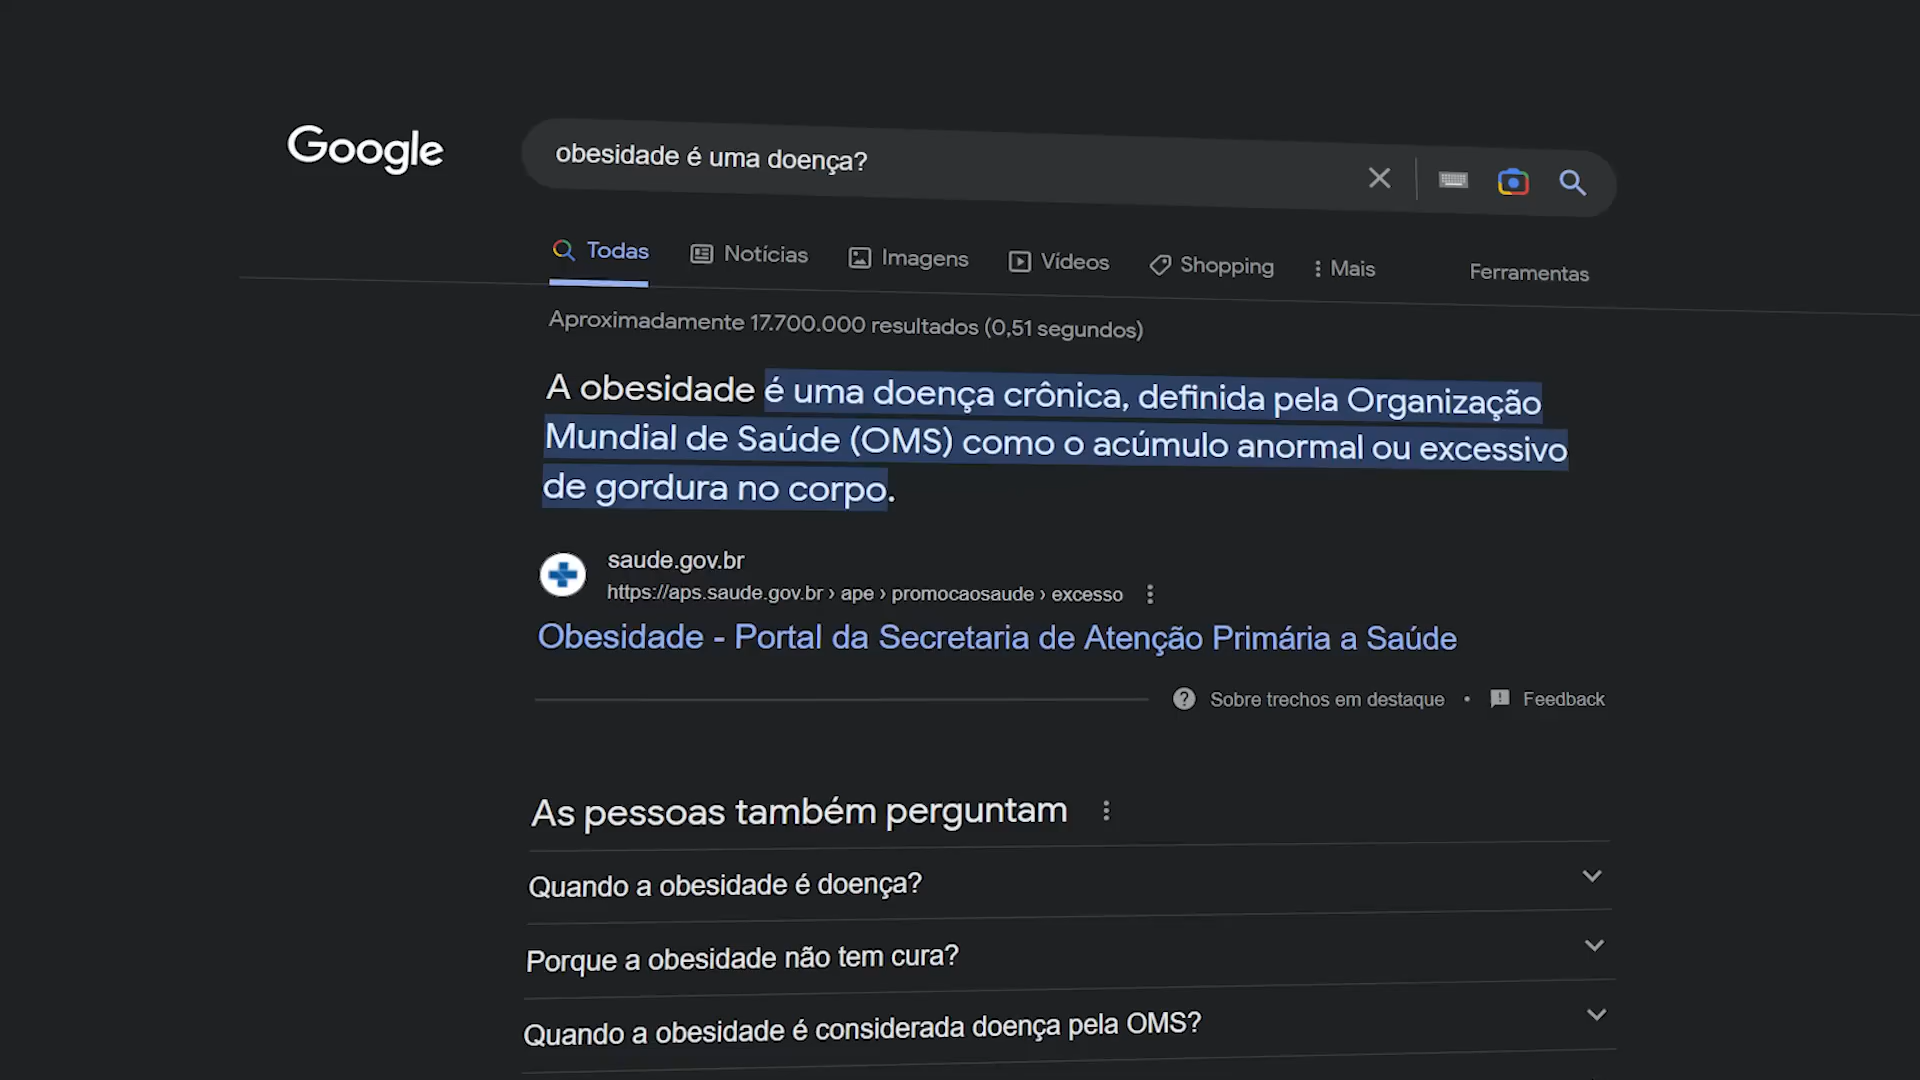 Google
obesidade é uma doença?
Todas
Notícias
Imagens
Vídeos
Shopping
Mais
Ferramentas
Aproximadamente 17.700.000 resultados (0,51 segundos)
A obesidade é uma doença crônica, definida pela Organização
Mundial de Saúde (OMS) como o acúmulo anormal ou excessivo
de gordura no corpo.
saude.gov.br
https://aps.saude.gov.br › ape › promocaosaude › excesso
Obesidade - Portal da Secretaria de Atenção Primária a Saúde
Sobre trechos em destaque • Feedback
As pessoas também perguntam
Quando a obesidade é doença?
Porque a obesidade não tem cura?
Quando a obesidade é considerada doença pela OMS?